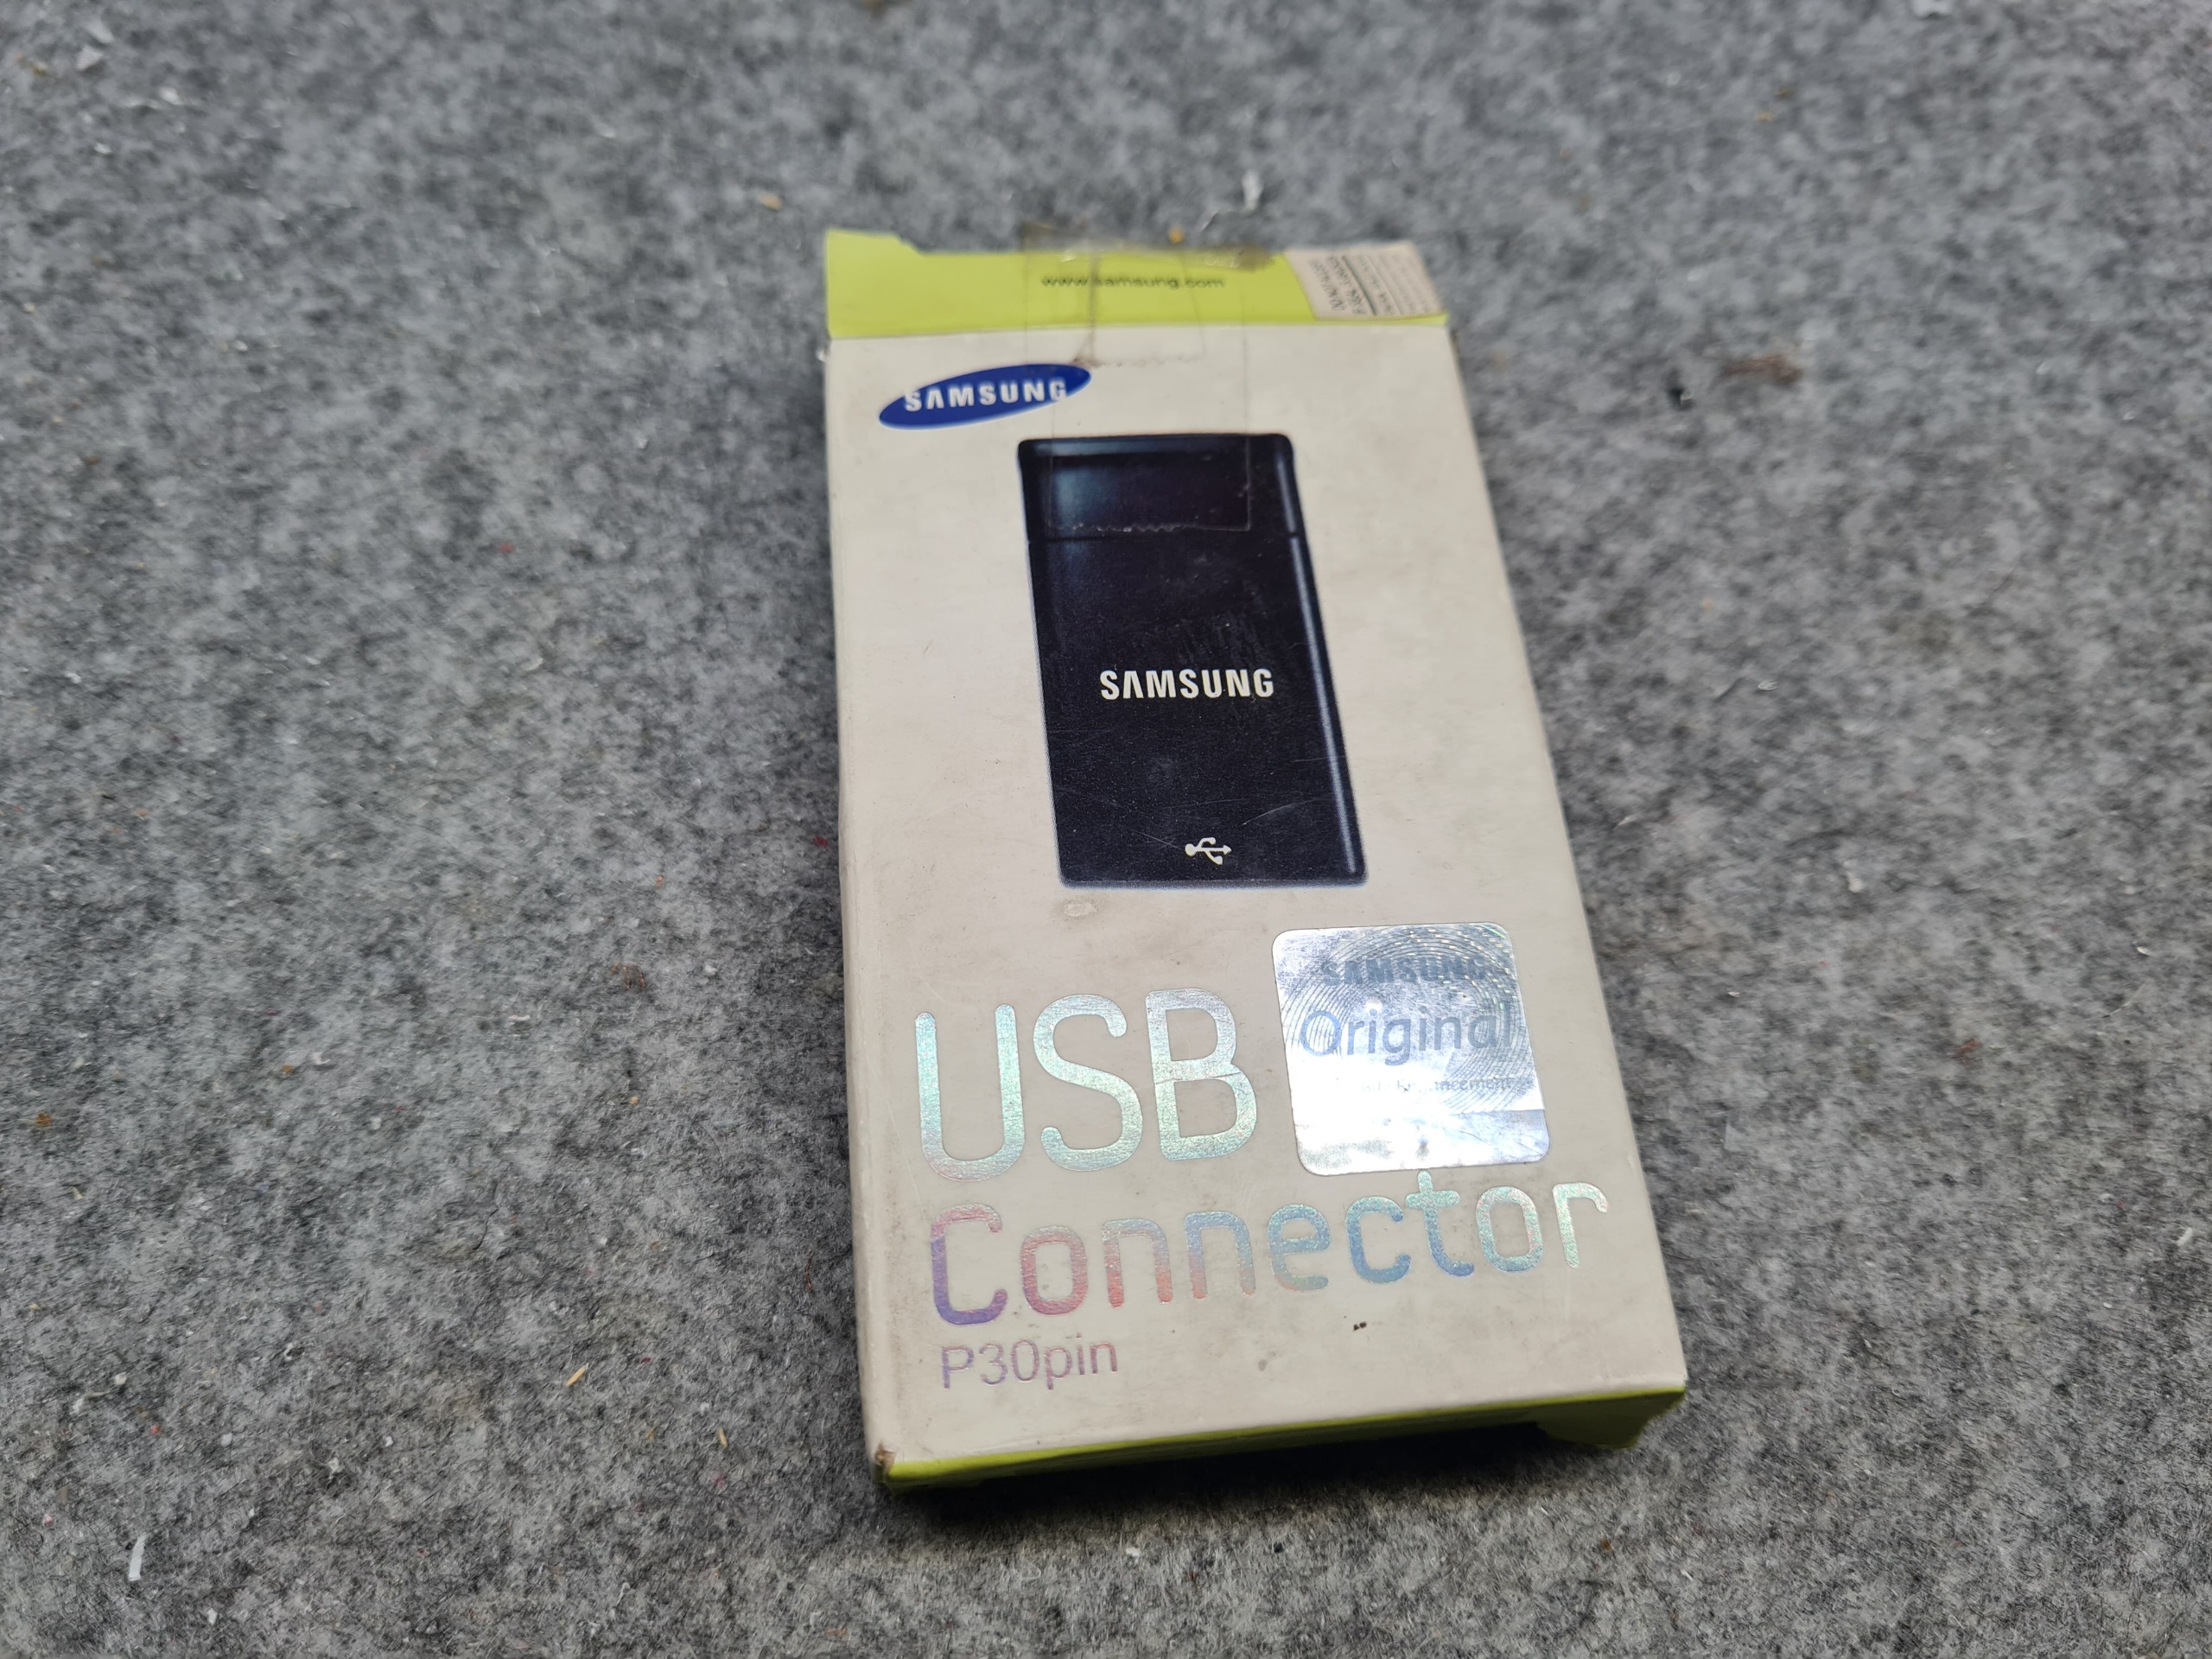 www.samsung.com
SAMSUNG
SAMSUNG
SAMSUNG
Original
USB
Connector
P30pin